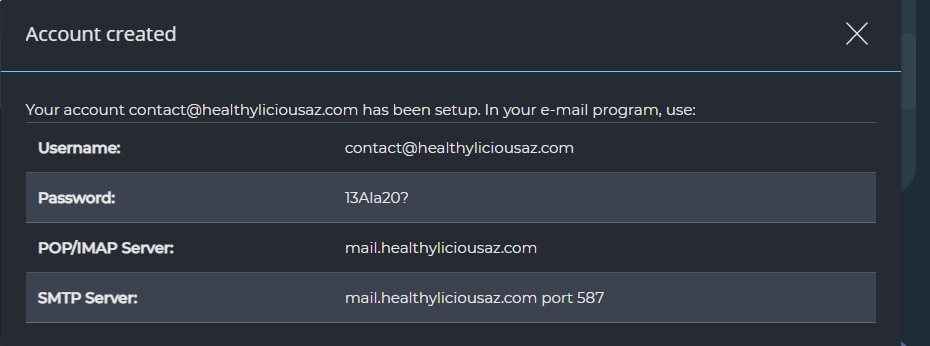 Account created
Your account contact@healthyliciousaz.com has been setup. In your e-mail program, use:
Username: contact@healthyliciousaz.com
Password: 13Ala20?
POP/IMAP Server: mail.healthyliciousaz.com
SMTP Server: mail.healthyliciousaz.com port 587